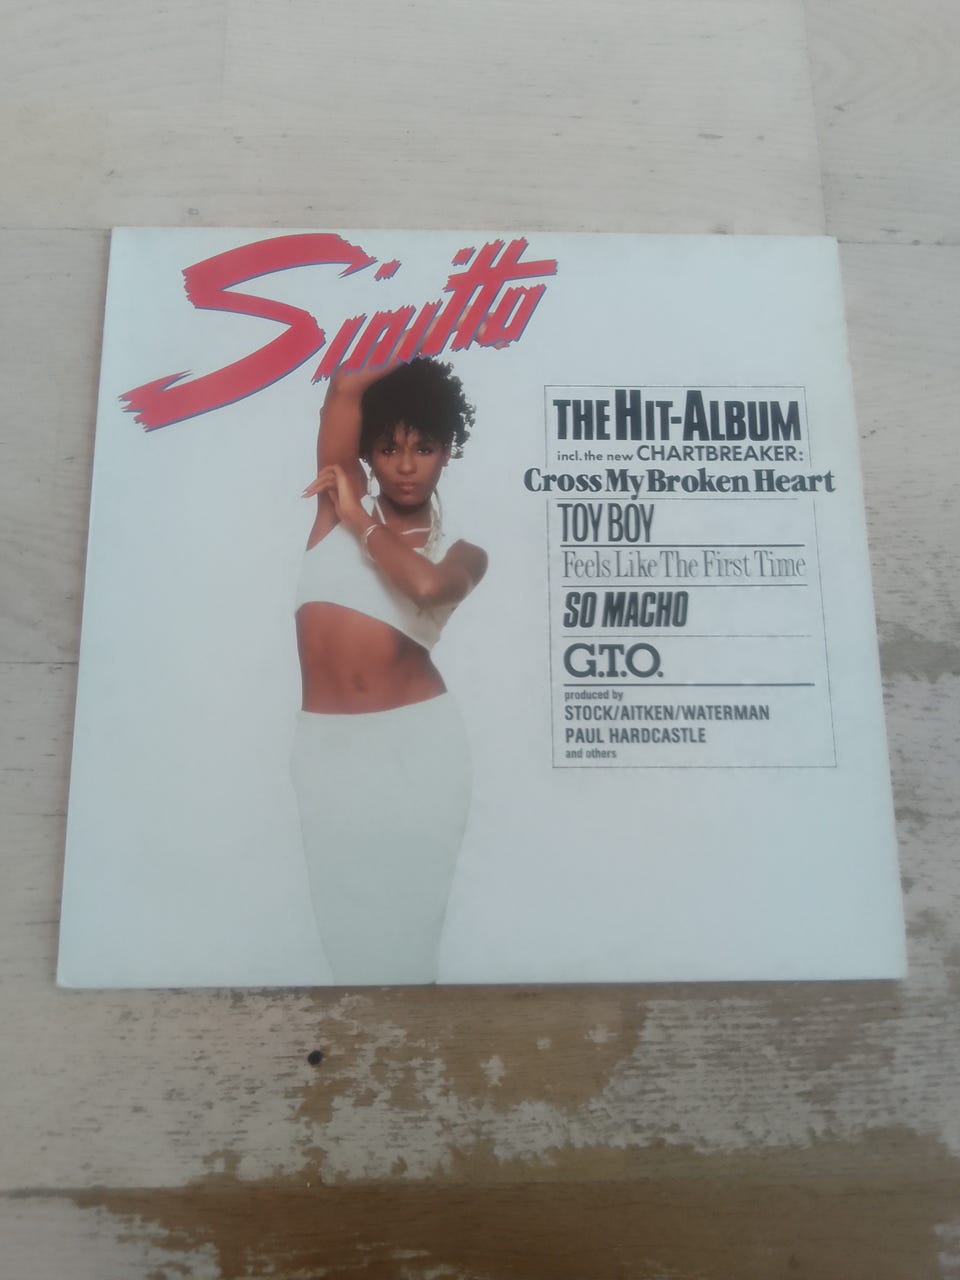 Sinitta
THE HIT-ALBUM
incl. the new CHARTBREAKER:
Cross My Broken Heart
TOY BOY
Feels Like The First Time
SO MACHO
G.T.O.
produced by
STOCK/AITKEN/WATERMAN
PAUL HARDCASTLE
and others